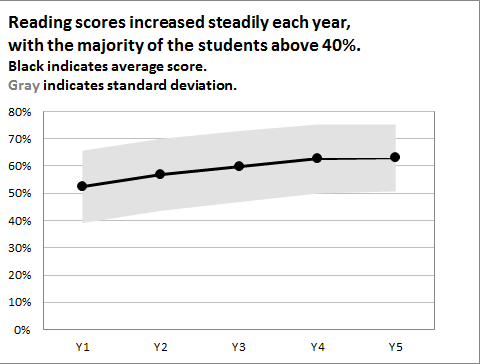 Reading scores increased steadily each year,
with the majority of the students above 40%.
Black indicates average score.
Gray indicates standard deviation.
80%
70%
60%
50%
40%
30%
20%
10%
0%
Y1 Y2 Y3 Y4 Y5